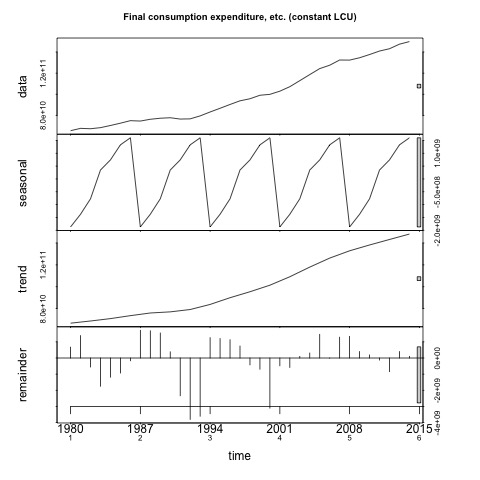 Final consumption expenditure, etc. (constant LCU)
data
8.0e+10 1.2e+11
seasonal
-2.0e+09 -5.0e+08 1.0e+09
trend
8.0e+10 1.2e+11
remainder
-4e+09 -2e+09 0e+00
1980 1987 1994 2001 2008 2015
1 2 3 4 5 6
time